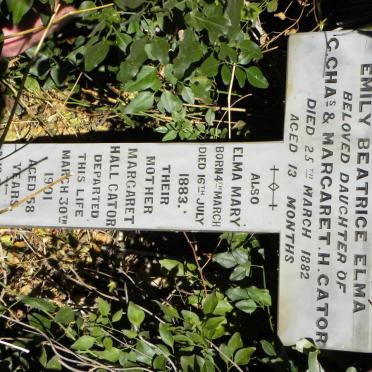 EMILY BEATRICE ELMA
BELOVED DAUGHTER OF
C. CHAS & MARGARET H. CATOR
DIED 25TH MARCH 1882
AGED 13 MONTHS
ALSO
ELMA MARY
BORN 4TH MARCH
DIED 16TH JULY
1883.
THEIR
MOTHER
MARGARET
HALL CATOR
DEPARTED
THIS LIFE
MARCH 30TH
1901
AGED 58
YEARS